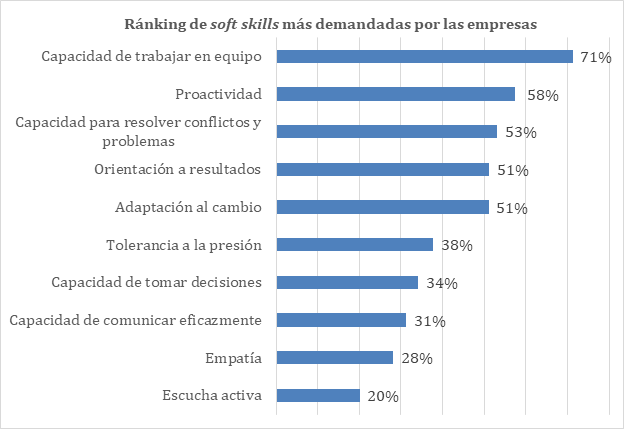 Ránking de soft skills más demandadas por las empresas
Capacidad de trabajar en equipo 71%
Proactividad 58%
Capacidad para resolver conflictos y
problemas 53%
Orientación a resultados 51%
Adaptación al cambio 51%
Tolerancia a la presión 38%
Capacidad de tomar decisiones 34%
Capacidad de comunicar eficazmente 31%
Empatía 28%
Escucha activa 20%